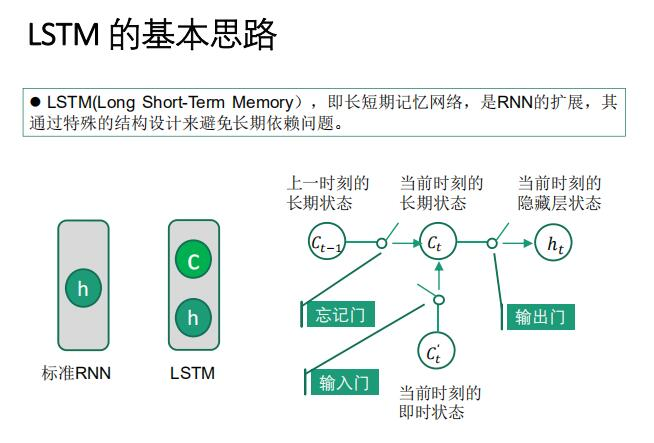 LSTM 的基本思路
● LSTM(Long Short-Term Memory），即长短期记忆网络，是RNN的扩展，其
通过特殊的结构设计来避免长期依赖问题。
上一时刻的
长期状态
当前时刻的
长期状态
当前时刻的
隐藏层状态
C_{t-1}
C_t
h_t
C
h
h
忘记门
输出门
输入门
C_t'
标准RNN
LSTM
当前时刻的
即时状态